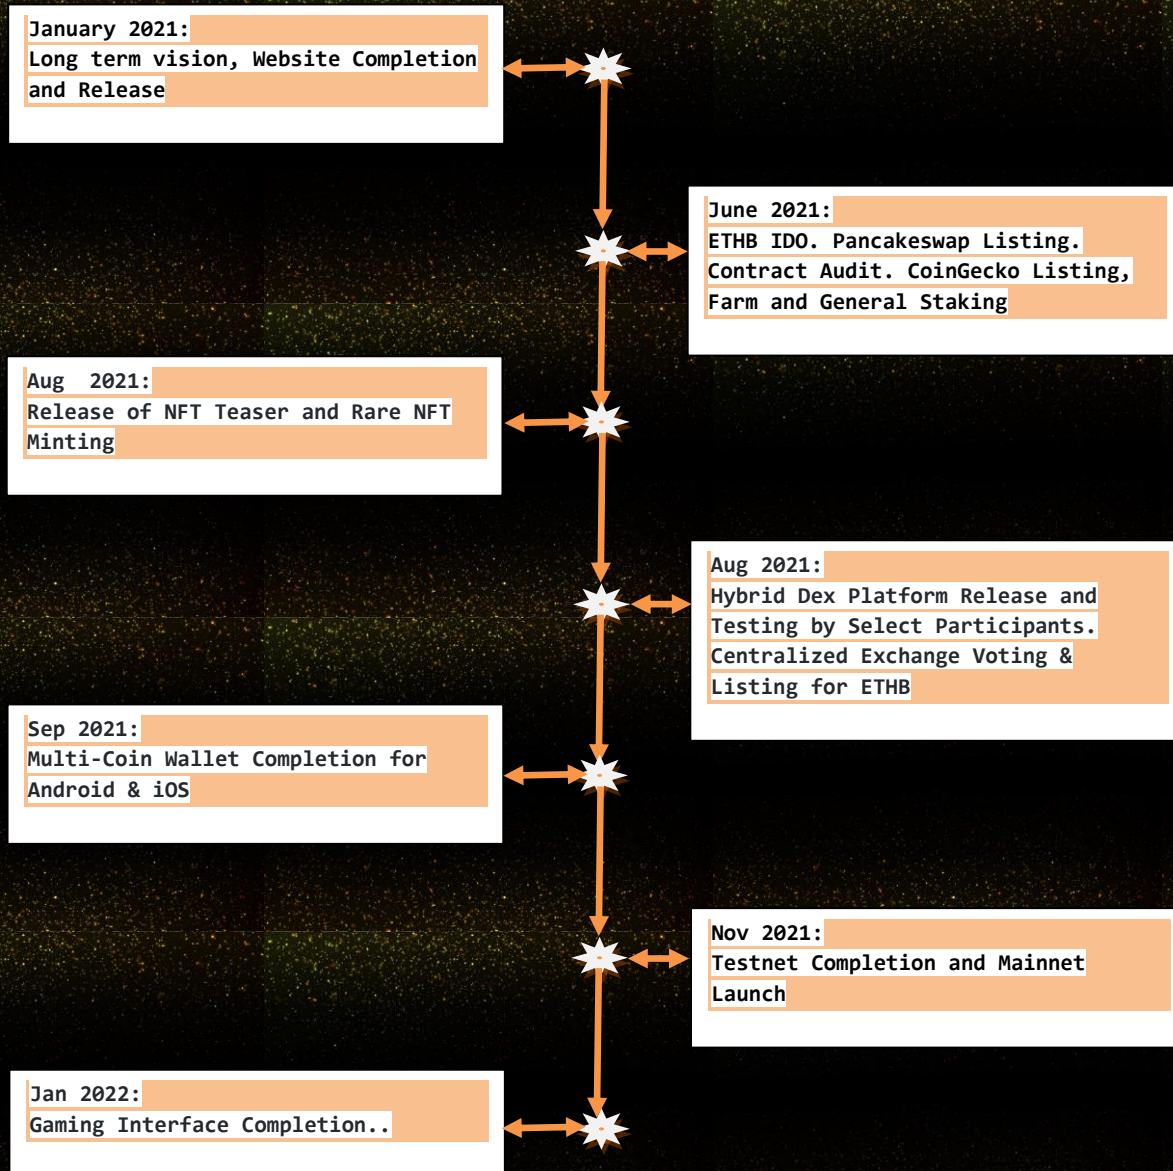 January 2021:
Long term vision, Website Completion
and Release
June 2021:
ETHB IDO. Pancakeswap Listing.
Contract Audit. CoinGecko Listing,
Farm and General Staking
Aug  2021:
Release of NFT Teaser and Rare NFT
Minting
Aug 2021:
Hybrid Dex Platform Release and
Testing by Select Participants.
Centralized Exchange Voting &
Listing for ETHB
Sep 2021:
Multi-Coin Wallet Completion for
Android & iOS
Nov 2021:
Testnet Completion and Mainnet
Launch
Jan 2022:
Gaming Interface Completion..